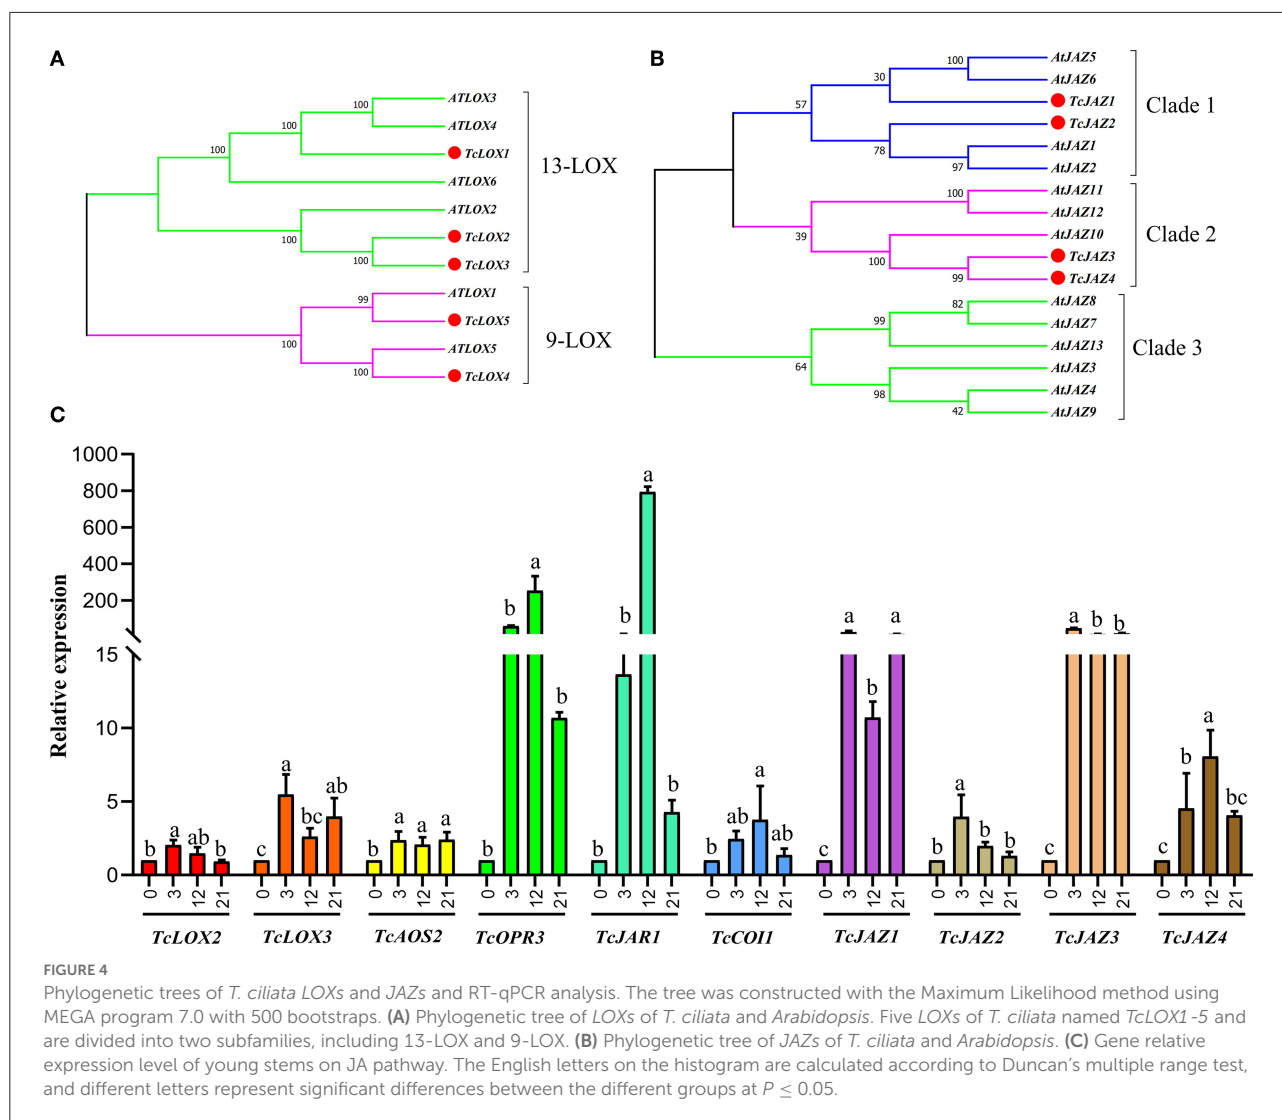 A
ATLOX3
100
ATLOX4
100
TcLOX1
100
ATLOX6
13-LOX
ATLOX2
TcLOX2
100
TcLOX3
100
ATLOX1
99
TcLOX5
9-LOX
100
ATLOX5
TcLOX4
100
B
AtJAZ5
100
AtJAZ6
30
TcJAZ1
Clade 1
57
TcJAZ2
AtJAZ1
78
AtJAZ2
97
AtJAZ11
100
AtJAZ12
AtJAZ10
Clade 2
39
TcJAZ3
100
TcJAZ4
99
AtJAZ8
82
AtJAZ7
99
AtJAZ13
Clade 3
64
AtJAZ3
AtJAZ4
98
AtJAZ9
42
C
Relative expression
1000
800
600
400
200
15
10
5
0
b a ab b
c a bc ab
b a a a
b b a b
b b a b
b ab a ab
c a b a
b a b b
c a b b
c b a bc
0 3 12 21 0 3 12 21 0 3 12 21 0 3 12 21 0 3 12 21 0 3 12 21 0 3 12 21 0 3 12 21 0 3 12 21 0 3 12 21
TcLOX2 TcLOX3 TcAOS2 TcOPR3 TcJAR1 TcCOI1 TcJAZ1 TcJAZ2 TcJAZ3 TcJAZ4
FIGURE 4
Phylogenetic trees of T. ciliata LOXs and JAZs and RT-qPCR analysis. The tree was constructed with the Maximum Likelihood method using
MEGA program 7.0 with 500 bootstraps. (A) Phylogenetic tree of LOXs of T. ciliata and Arabidopsis. Five LOXs of T. ciliata named TcLOX1-5 and
are divided into two subfamilies, including 13-LOX and 9-LOX. (B) Phylogenetic tree of JAZs of T. ciliata and Arabidopsis. (C) Gene relative
expression level of young stems on JA pathway. The English letters on the histogram are calculated according to Duncan's multiple range test,
and different letters represent significant differences between the different groups at P ≤ 0.05.